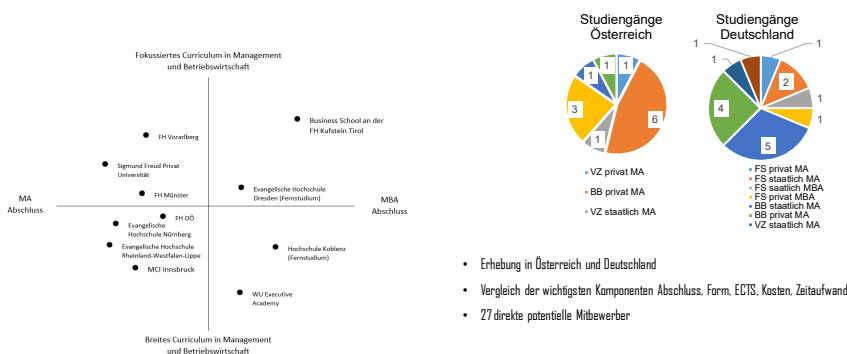 Fokussiertes Curriculum in Management
und Betriebswirtschaft
Business School an der
FH Kufstein Tirol
FH Vorarlberg
Sigmund Freud Privat
Universität
FH Münster
Evangelische Hochschule
Dresden (Fernstudium)
MA
Abschluss
MBA
Abschluss
FH OÖ
Evangelische
Hochschule Nürnberg
Evangelische Hochschule
Rheinland-Westfalen-Lippe
MCI Innsbruck
Hochschule Koblenz
(Fernstudium)
WU Executive
Academy
Breites Curriculum in Management
und Betriebswirtschaft
Studiengänge
Österreich
1
6
1
3
1
1
VZ privat MA
BB privat MA
VZ staatlich MA
Studiengänge
Deutschland
1
2
1
1
5
4
1
1
FS privat MA
FS staatlich MA
FS saatlich MBA
FS privat MBA
BB staatlich MA
BB privat MA
VZ staatlich MA
• Erhebung in Österreich und Deutschland
• Vergleich der wichtigsten Komponenten Abschluss, Form, ECTS, Kosten, Zeitaufwand
• 27 direkte potentielle Mitbewerber